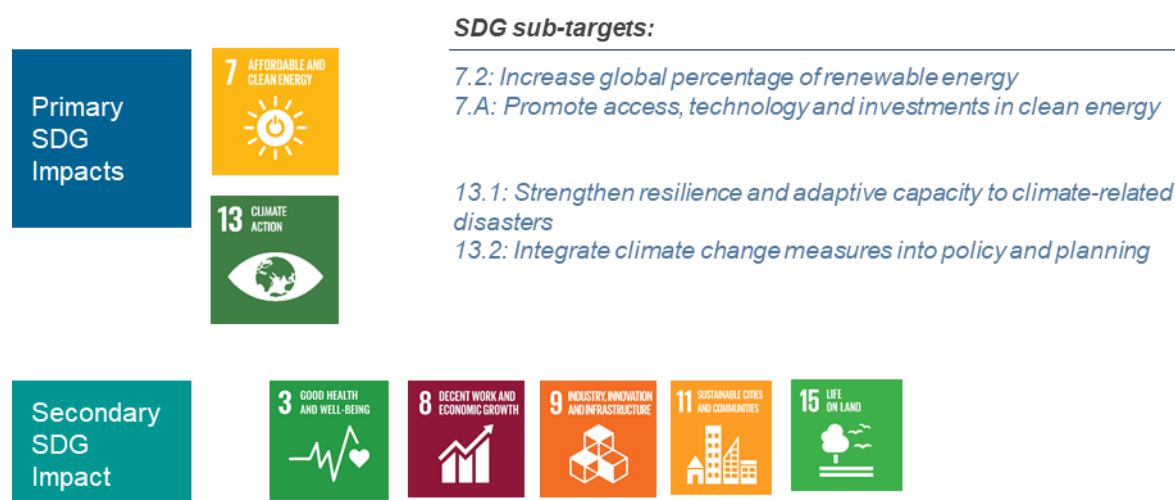 SDG sub-targets:
Primary
SDG
Impacts
7 AFFORDABLE AND
CLEAN ENERGY
7.2: Increase global percentage of renewable energy
7.A: Promote access, technology and investments in clean energy
13 CLIMATE
ACTION
13.1: Strengthen resilience and adaptive capacity to climate-related
disasters
13.2: Integrate climate change measures into policy and planning
Secondary
SDG
Impact
3 GOOD HEALTH
AND WELL-BEING
8 DECENT WORK AND
ECONOMIC GROWTH
9 INDUSTRY, INNOVATION
AND INFRASTRUCTURE
11 SUSTAINABLE CITIES
AND COMMUNITIES
15 LIFE
ON LAND